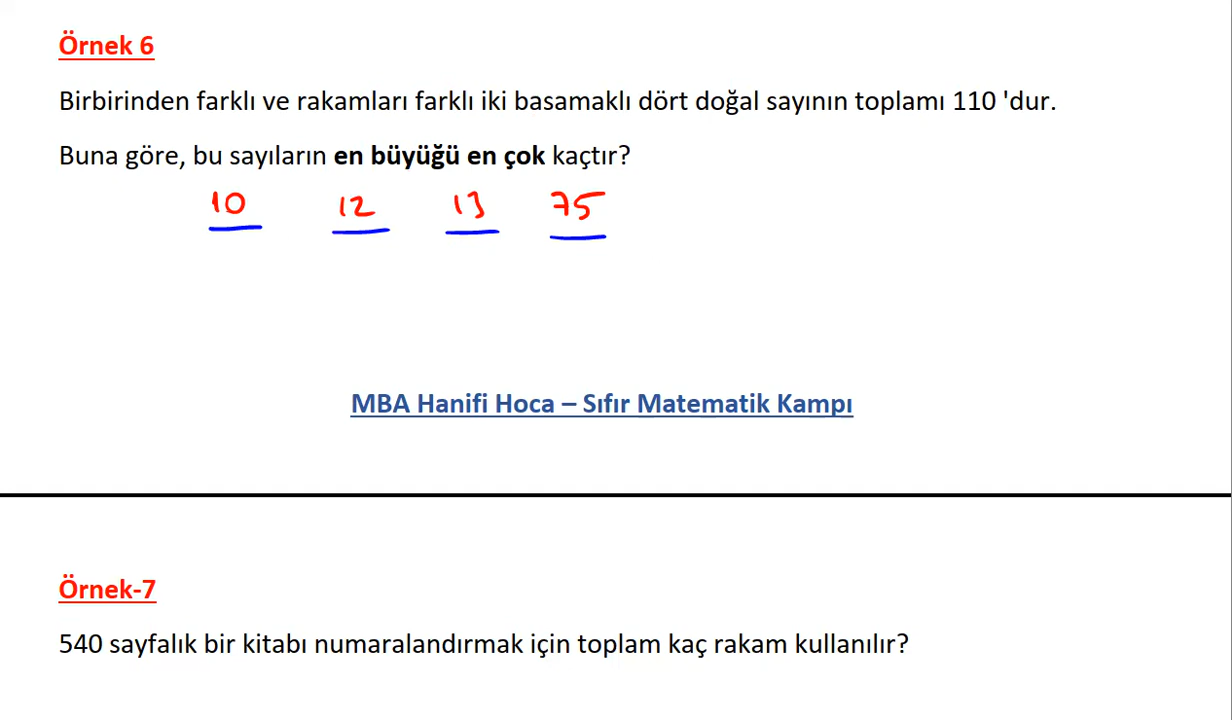 Örnek 6
Birbirinden farklı ve rakamları farklı iki basamaklı dört doğal sayının toplamı 110 'dur.
Buna göre, bu sayıların en büyüğü en çok kaçtır?
10 12 13 75
MBA Hanifi Hoca – Sıfır Matematik Kampı
Örnek-7
540 sayfalık bir kitabı numaralandırmak için toplam kaç rakam kullanılır?